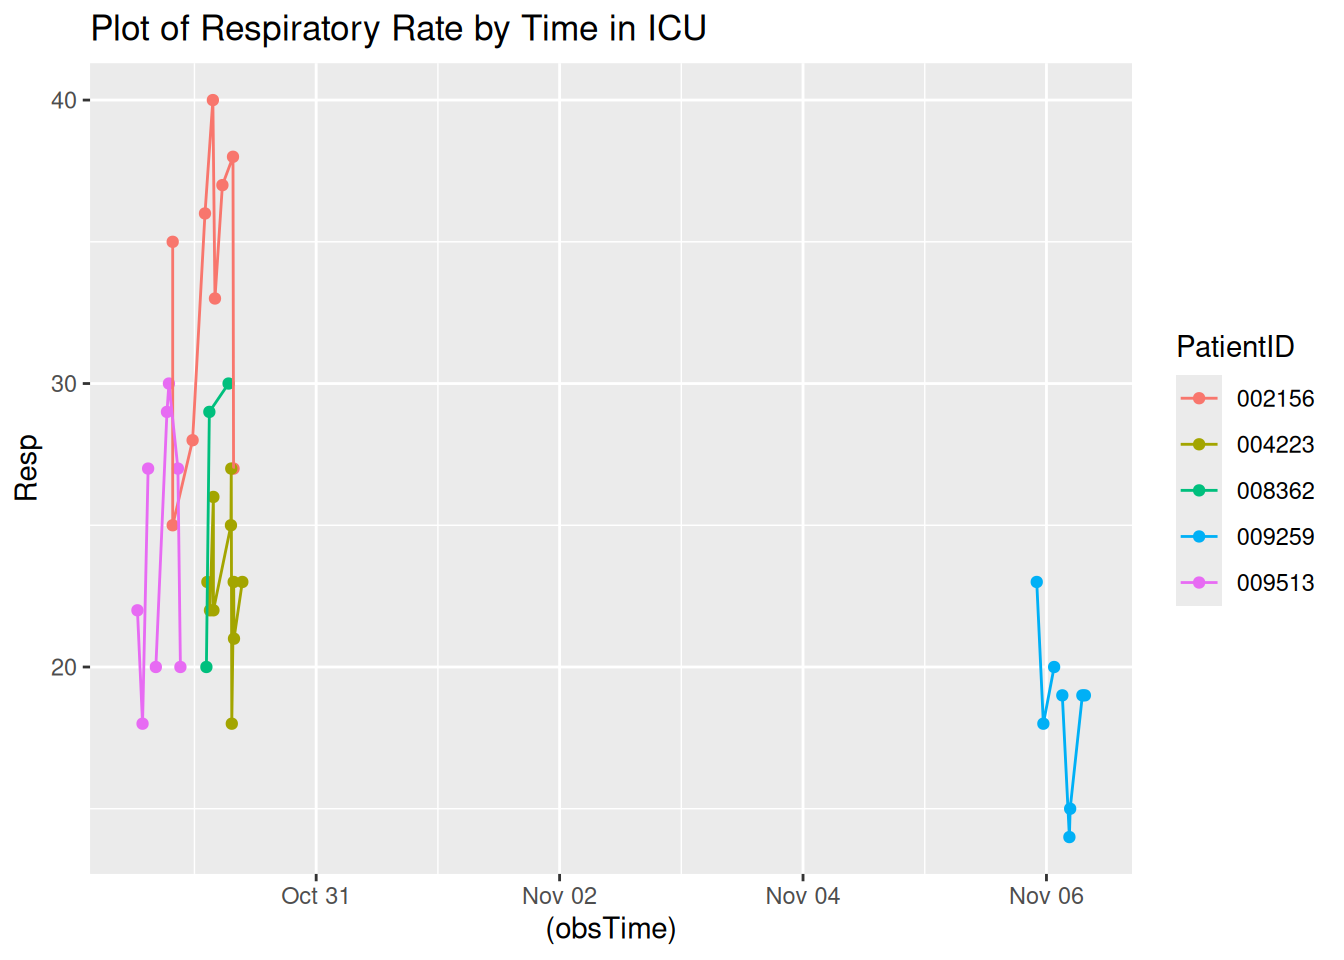 Plot of Respiratory Rate by Time in ICU
40
30
20
Resp
Oct 31
Nov 02
Nov 04
Nov 06
(obsTime)
PatientID
002156
004223
008362
009259
009513